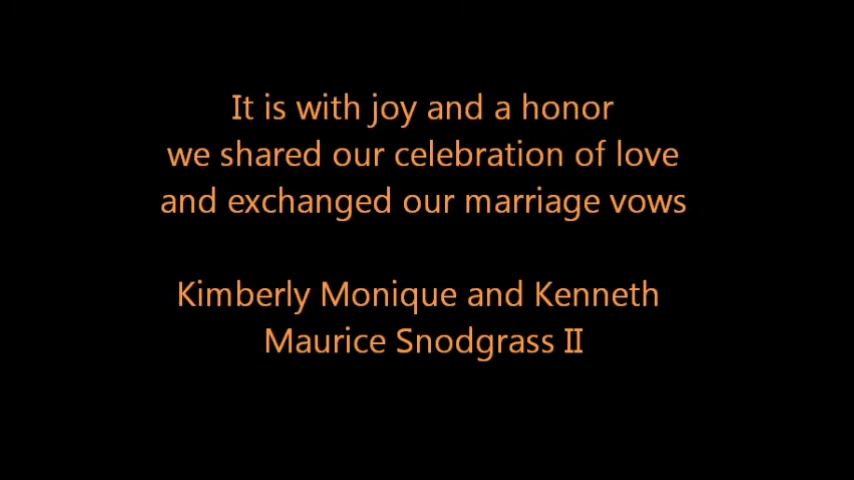 It is with joy and a honor
we shared our celebration of love
and exchanged our marriage vows
Kimberly Monique and Kenneth
Maurice Snodgrass II